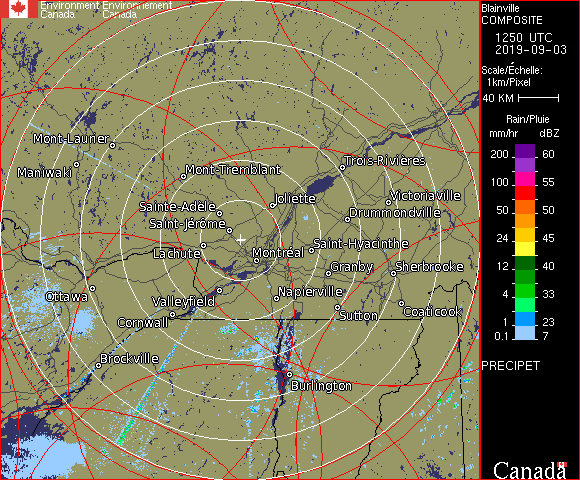 Environment Environnement
Canada Canada
Blainville
COMPOSITE
1250 UTC
2019-09-03
Scale/Échelle:
1km/Pixel
40 KM
Rain/Pluie
mm/hr dBZ
200 60
100 55
50 50
24 45
12 40
4 33
1 23
0.1 7
PRECIPET
Canada
Mont-Laurier
Maniwaki
Mont-Tremblant
Trois-Rivières
Joliette
Victoriaville
Sainte-Adèle
Drummondville
Saint-Jérôme
Saint-Hyacinthe
Lachute
Montréal
Granby
Sherbrooke
Ottawa
Valleyfield
Napierville
Cornwall
Sutton
Coaticook
Brockville
Burlington